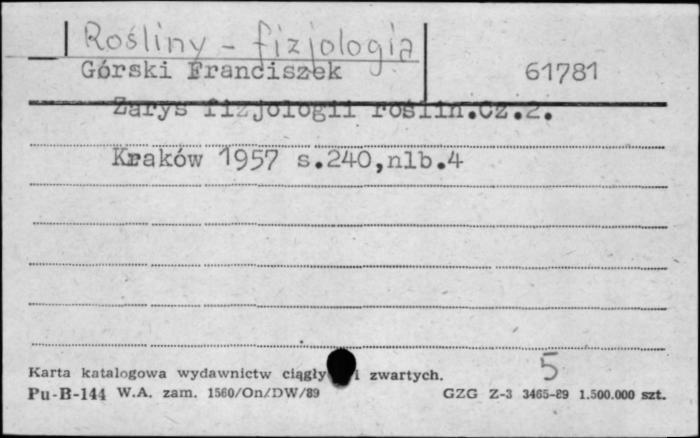 Rośliny - fizjologia
Górski Franciszek 61781
Zarys fizjologii roślin.Cz.2.
Kraków 1957 s.240,nlb.4
5
Karta katalogowa wydawnictw ciągły i zwartych.
Pu-B-144 W.A. zam. 1560/On/DW/89 GZG Z-3 3465-89 1.500.000 szt.